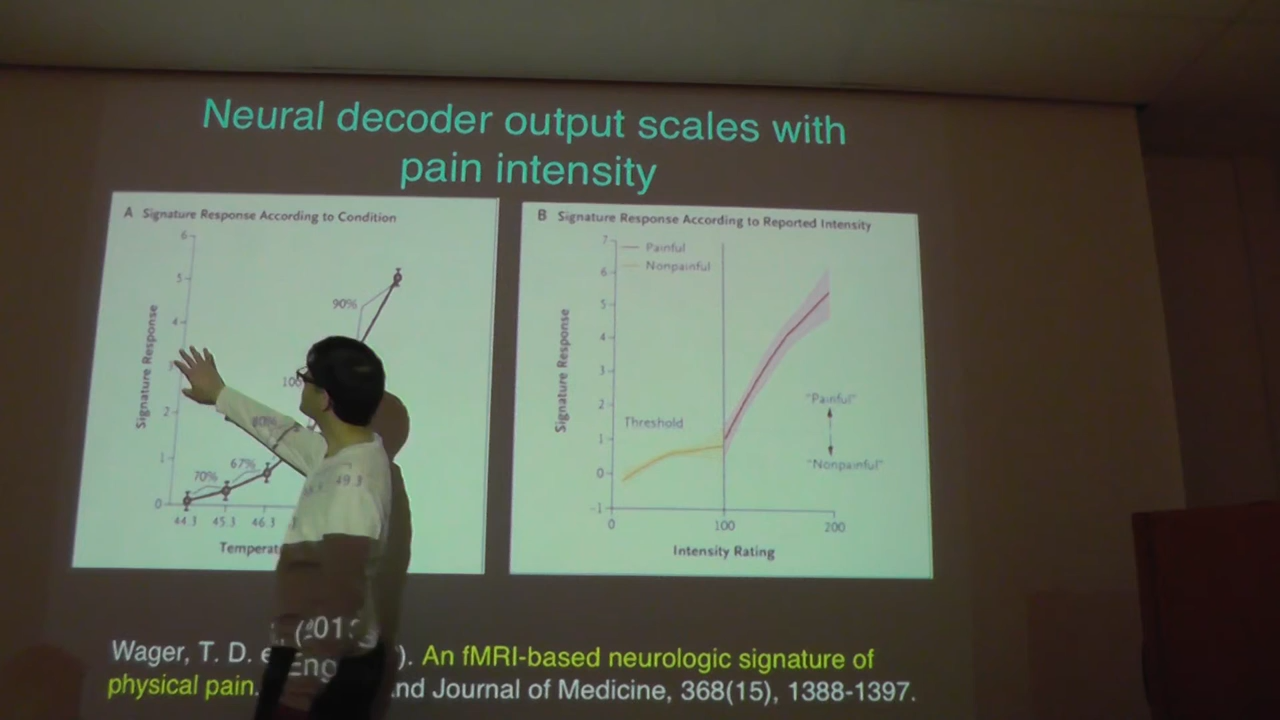 Neural decoder output scales with
pain intensity
A Signature Response According to Condition
6
5
4
3
2
1
0
Signature Response
90%
80%
67%
70%
44.3 45.3 46.3
49.3
B Signature Response According to Reported Intensity
7
6
5
4
3
2
1
0
-1
Signature Response
Painful
Nonpainful
Threshold
"Painful"
"Nonpainful"
0 100 200
Intensity Rating
Wager, T. D. ). An fMRI-based neurologic signature of
physical pain. Journal of Medicine, 368(15), 1388-1397.